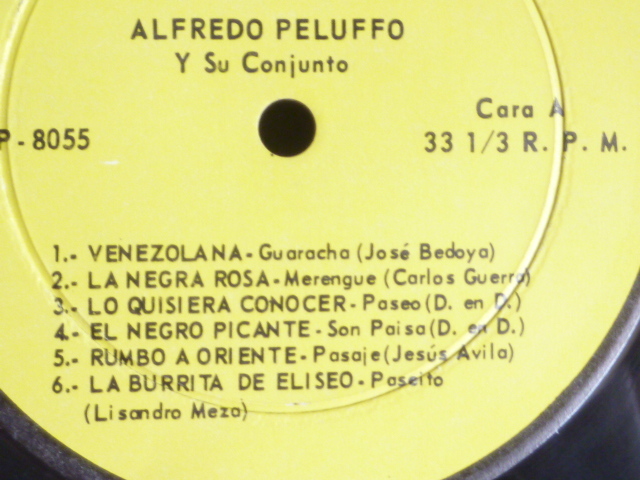 ALFREDO PELUFFO
Y Su Conjunto
Cara A
P-8055
33 1/3 R. P. M.
1.- VENEZOLANA - Guaracha (José Bedoya)
2.- LA NEGRA ROSA - Merengue (Carlos Guerra)
3.- LO QUISIERA CONOCER - Paseo (D. en D.)
4.- EL NEGRO PICANTE - Son Paisa (D. en D.)
5.- RUMBO A ORIENTE - Pasaje (Jesús Avila)
6.- LA BURRITA DE ELISEO - Paseito
(Lisandro Meza)